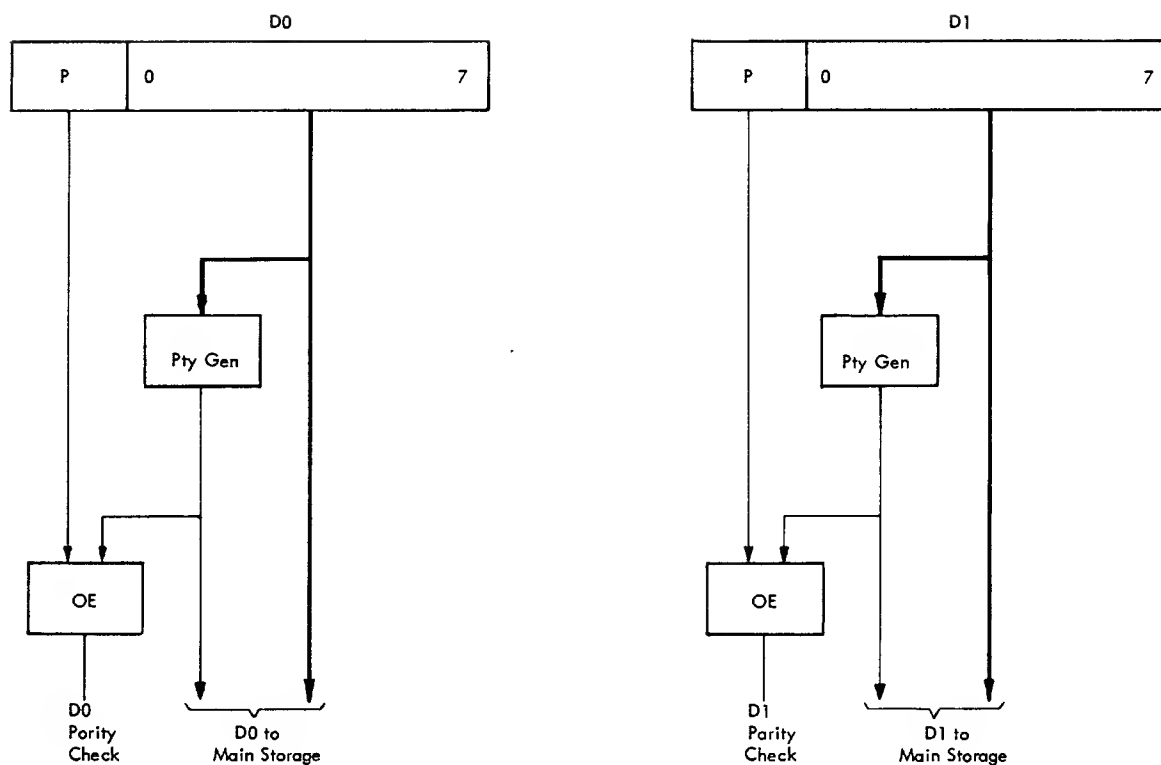 D0
P 0 7
Pty Gen
OE
D0
Pority
Check
D0 to
Main Storage
D1
P 0 7
Pty Gen
OE
D1
Parity
Check
D1 to
Main Storage